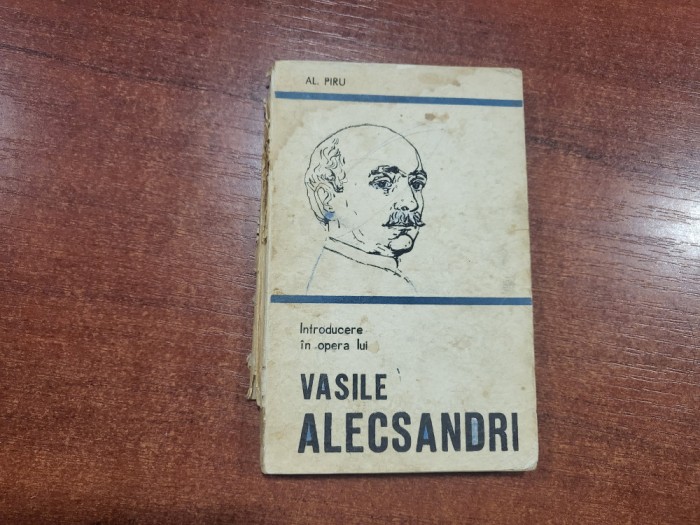 AL. PIRU
Introducere
în opera lui
VASILE
ALECSANDRI